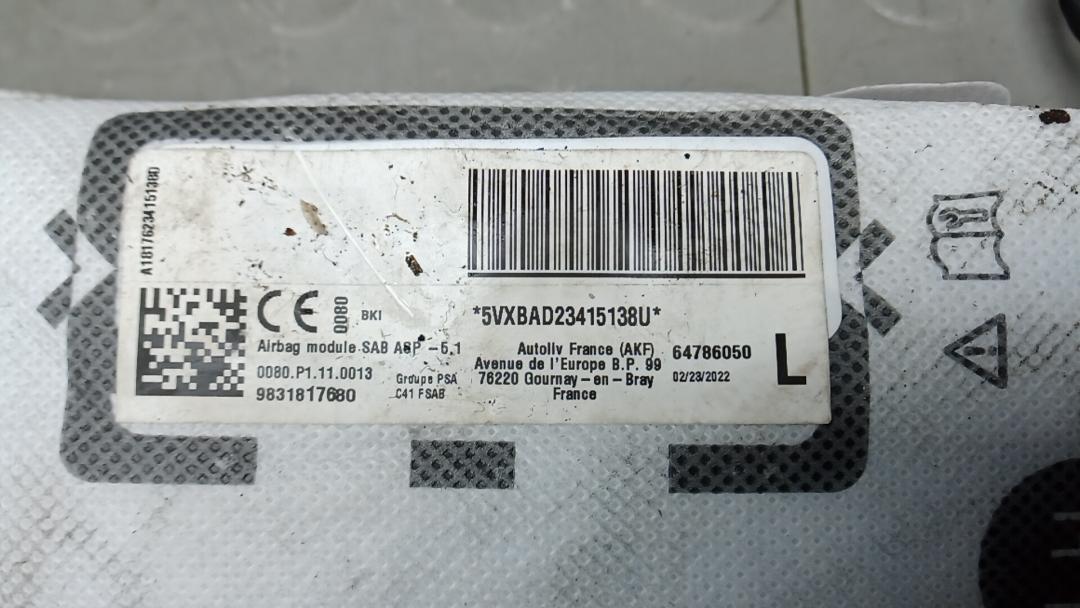 A181762341513BD
CE
0080
BKI
Airbag module SAB ASP -5.1
0080.P1.11.0013
9831817680
Groupe PSA
C41 FSAB
*5VXBAD23415138U*
Autoliv France (AKF)
Avenue de l'Europe B.P. 99
76220 Gournay-en-Bray
France
64786050
02/23/2022
L